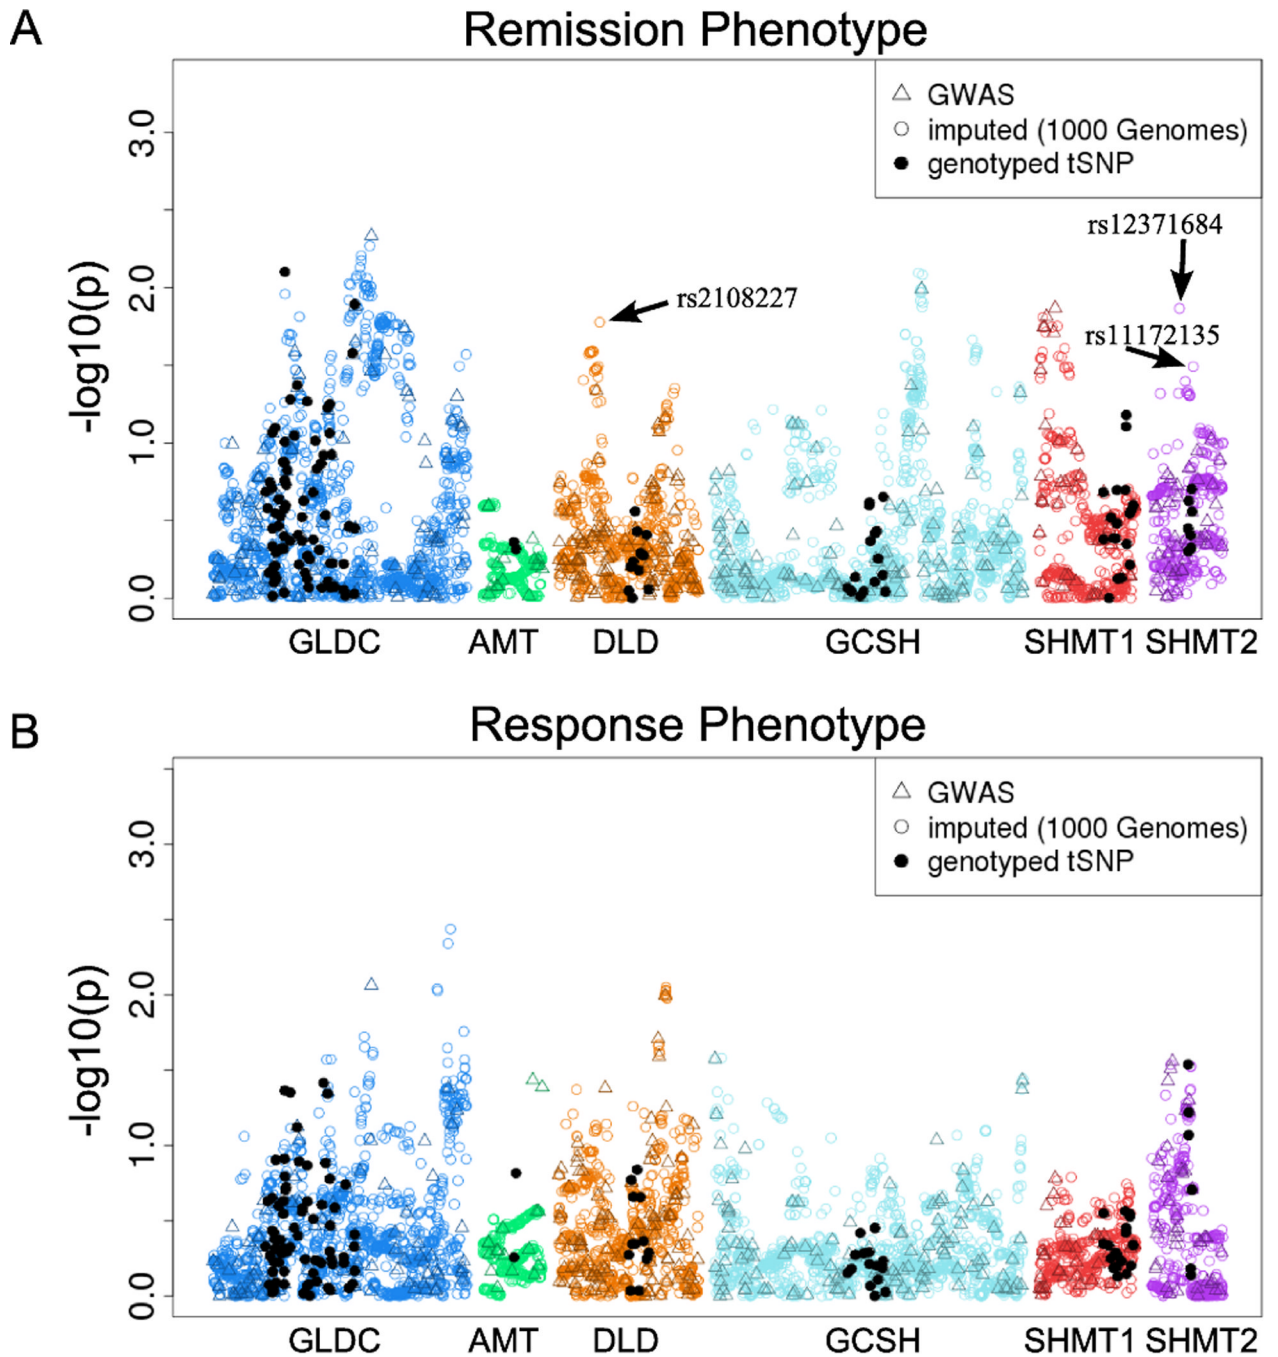 A
Remission Phenotype
GWAS
imputed (1000 Genomes)
genotyped tSNP
rs12371684
rs2108227
rs11172135
-log10(p)
3.0
2.0
1.0
0.0
GLDC AMT DLD GCSH SHMT1 SHMT2
B
Response Phenotype
GWAS
imputed (1000 Genomes)
genotyped tSNP
-log10(p)
3.0
2.0
1.0
0.0
GLDC AMT DLD GCSH SHMT1 SHMT2